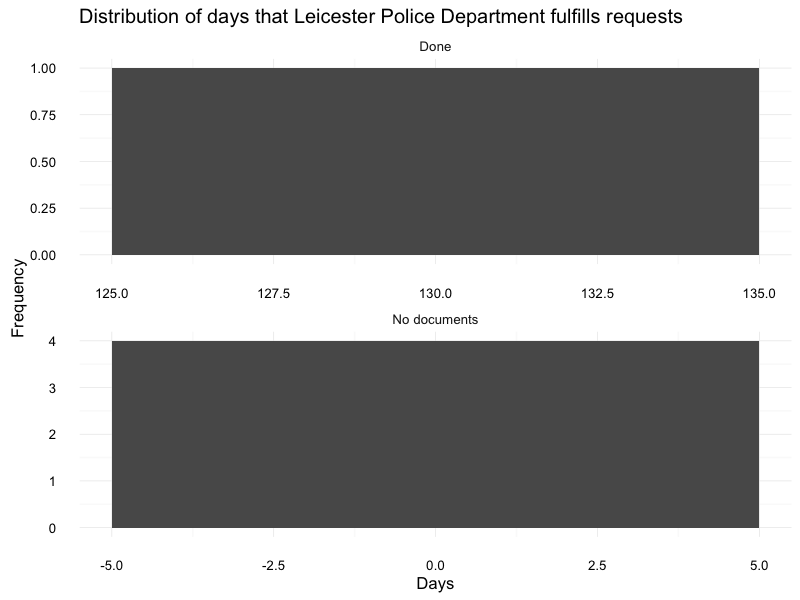 Distribution of days that Leicester Police Department fulfills requests
Done
1.00
0.75
0.50
0.25
0.00
125.0 127.5 130.0 132.5 135.0
Frequency
No documents
4
3
2
1
0
-5.0 -2.5 0.0 2.5 5.0
Days